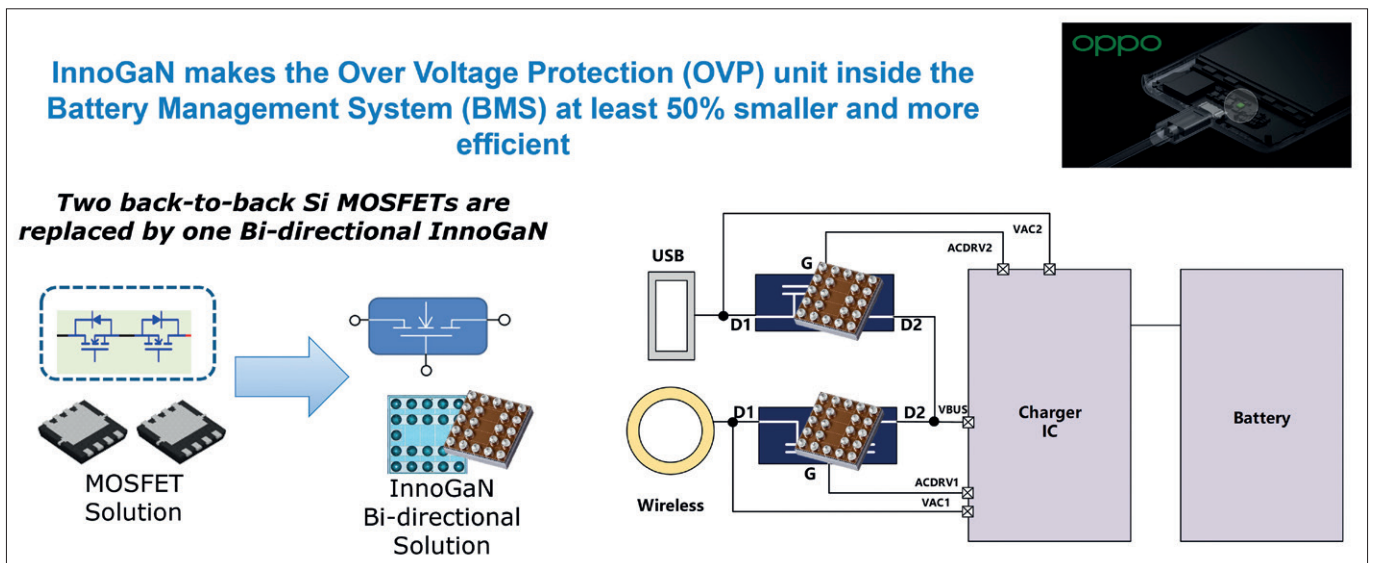 oppo
InnoGaN makes the Over Voltage Protection (OVP) unit inside the
Battery Management System (BMS) at least 50% smaller and more
efficient
Two back-to-back Si MOSFETs are
replaced by one Bi-directional InnoGaN
MOSFET
Solution
InnoGaN
Bi-directional
Solution
VAC2
ACDRV2
USB
G
D1
D2
D1
D2
VBUS
G
ACDRV1
VAC1
Wireless
Charger
IC
Battery